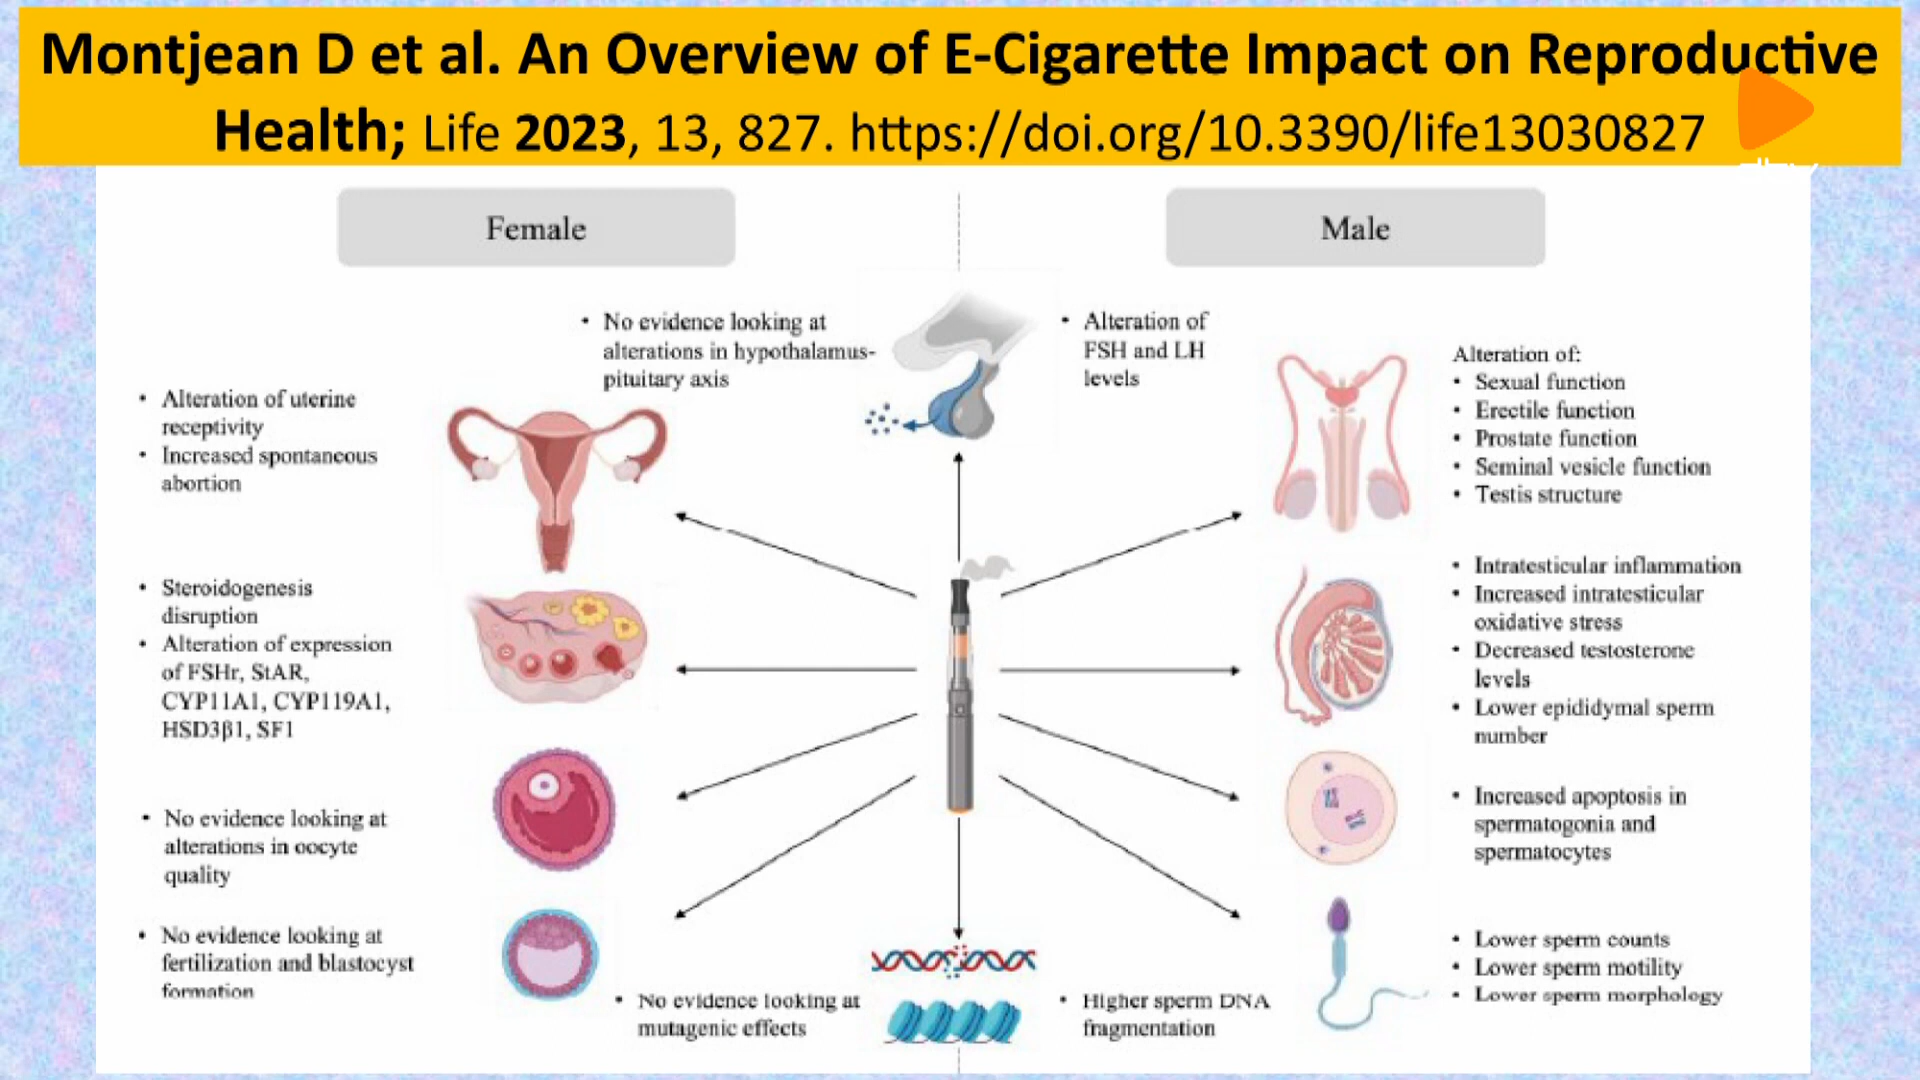 Montjean D et al. An Overview of E-Cigarette Impact on Reproductive
Health; Life 2023, 13, 827. https://doi.org/10.3390/life13030827
Female
Male
• No evidence looking at
alterations in hypothalamus-
pituitary axis
• Alteration of
FSH and LH
levels
• Alteration of uterine
receptivity
• Increased spontaneous
abortion
Alteration of:
• Sexual function
• Erectile function
• Prostate function
• Seminal vesicle function
• Testis structure
• Steroidogenesis
disruption
• Alteration of expression
of FSHr, StAR,
CYP11A1, CYP119A1,
HSD3β1, SF1
• Intratesticular inflammation
• Increased intratesticular
oxidative stress
• Decreased testosterone
levels
• Lower epididymal sperm
number
• No evidence looking at
alterations in oocyte
quality
• Increased apoptosis in
spermatogonia and
spermatocytes
• No evidence looking at
fertilization and blastocyst
formation
• Lower sperm counts
• Lower sperm motility
• Lower sperm morphology
• No evidence looking at
mutagenic effects
• Higher sperm DNA
fragmentation